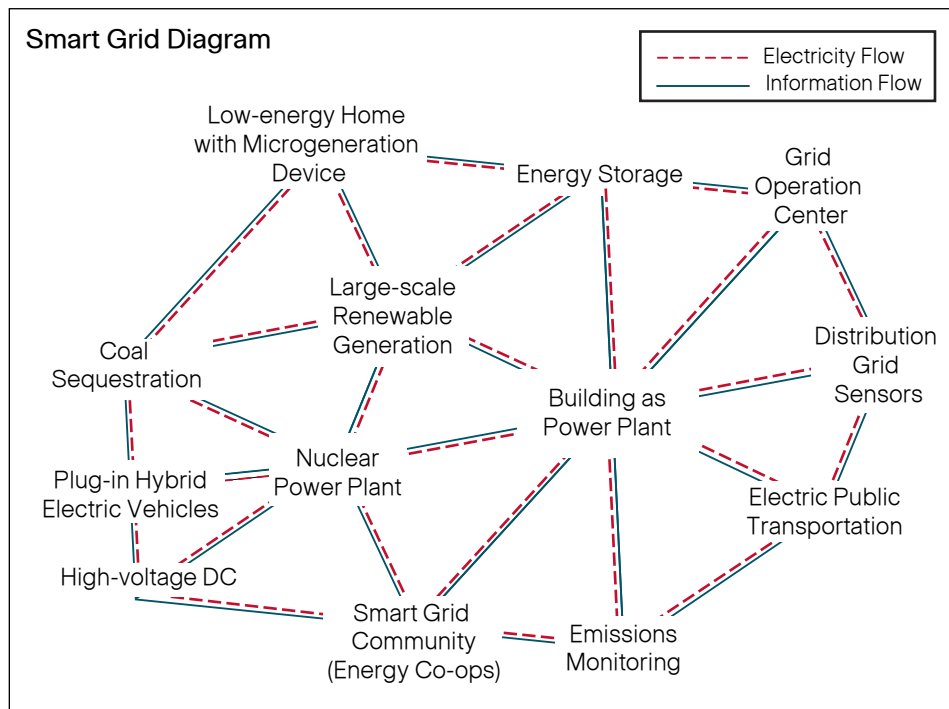 Smart Grid Diagram
Electricity Flow
Information Flow
Low-energy Home
with Microgeneration
Device
Energy Storage
Grid
Operation
Center
Large-scale
Renewable
Generation
Coal
Sequestration
Distribution
Grid
Sensors
Building as
Power Plant
Nuclear
Power Plant
Plug-in Hybrid
Electric Vehicles
Electric Public
Transportation
High-voltage DC
Smart Grid
Community
(Energy Co-ops)
Emissions
Monitoring